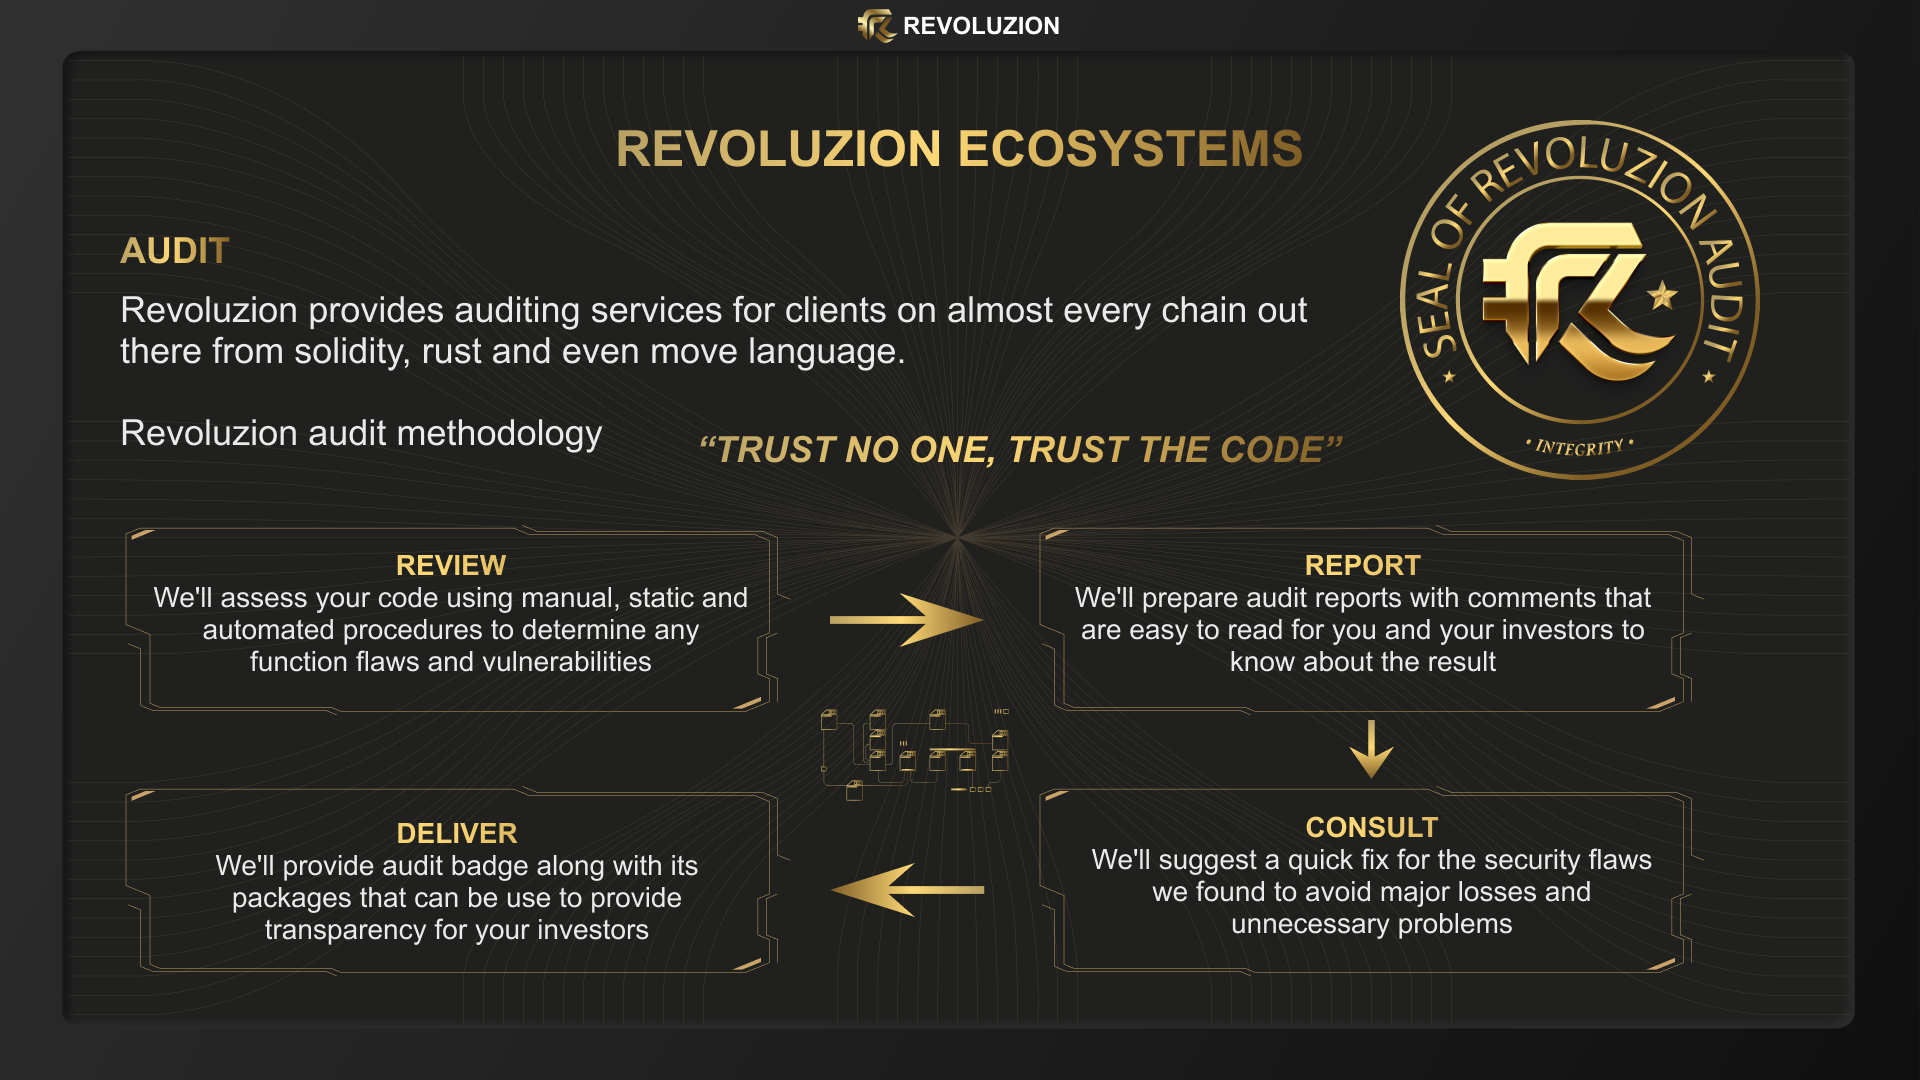 REVOLUZION
REVOLUZION ECOSYSTEMS
SEAL OF REVOLUZION AUDIT
• INTEGRITY •
AUDIT
Revoluzion provides auditing services for clients on almost every chain out
there from solidity, rust and even move language.
Revoluzion audit methodology
“TRUST NO ONE, TRUST THE CODE”
REVIEW
We'll assess your code using manual, static and
automated procedures to determine any
function flaws and vulnerabilities
REPORT
We'll prepare audit reports with comments that
are easy to read for you and your investors to
know about the result
DELIVER
We'll provide audit badge along with its
packages that can be use to provide
transparency for your investors
CONSULT
We'll suggest a quick fix for the security flaws
we found to avoid major losses and
unnecessary problems